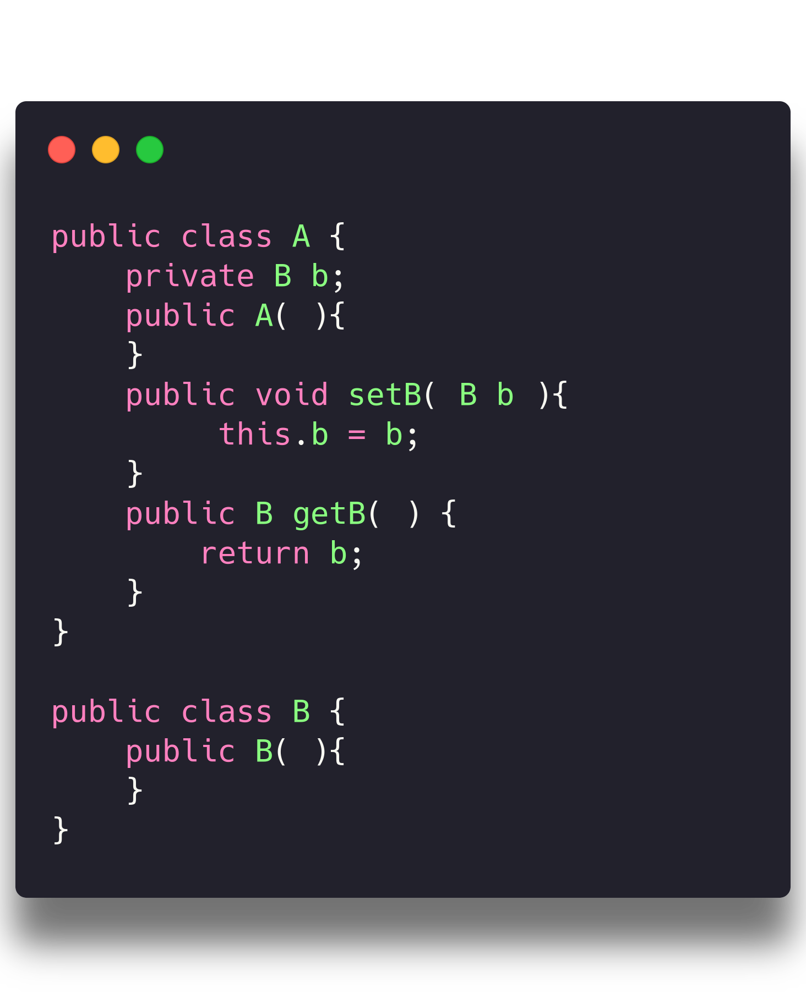 public class A {
    private B b;
    public A( ){
    }
    public void setB( B b ){
         this.b = b;
    }
    public B getB( ) {
        return b;
    }
}

public class B {
    public B( ){
    }
}